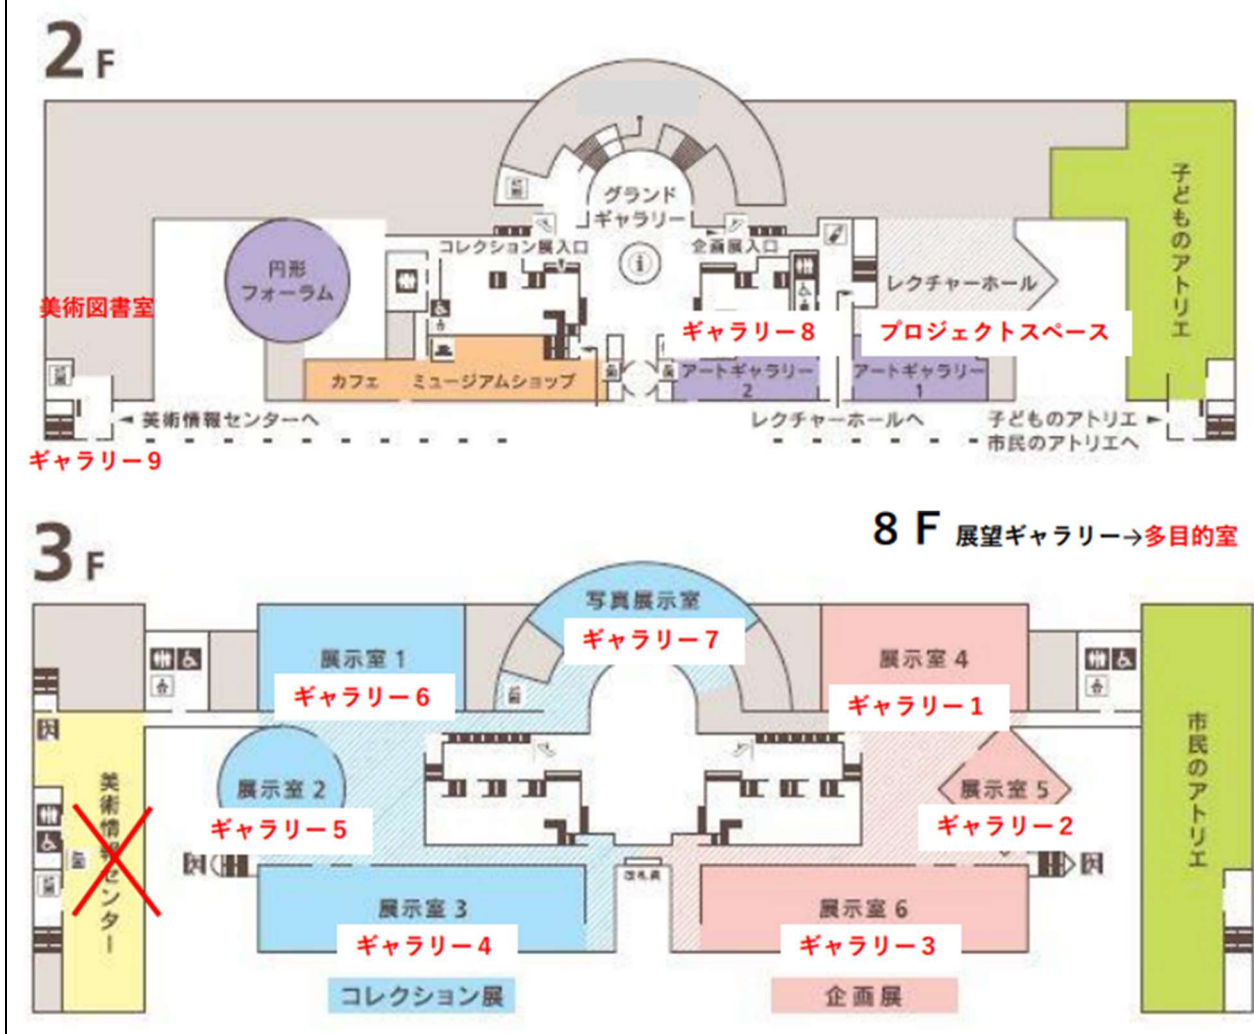 2F
グランド
ギャラリー
コレクション展入口
企画展入口
i
円形
フォーラム
レクチャーホール
子どものアトリエ
美術図書室
ギャラリー8
プロジェクトスペース
カフェ
ミュージアムショップ
アートギャラリー
2
アートギャラリー
1
◄ 美術情報センターへ
レクチャーホールへ
子どものアトリエ ►
市民のアトリエへ
ギャラリー9
8F 展望ギャラリー→多目的室
3F
写真展示室
ギャラリー7
展示室1
ギャラリー6
展示室4
ギャラリー1
美術情報センター
展示室2
ギャラリー5
展示室5
ギャラリー2
市民のアトリエ
展示室3
ギャラリー4
展示室6
ギャラリー3
コレクション展
企画展